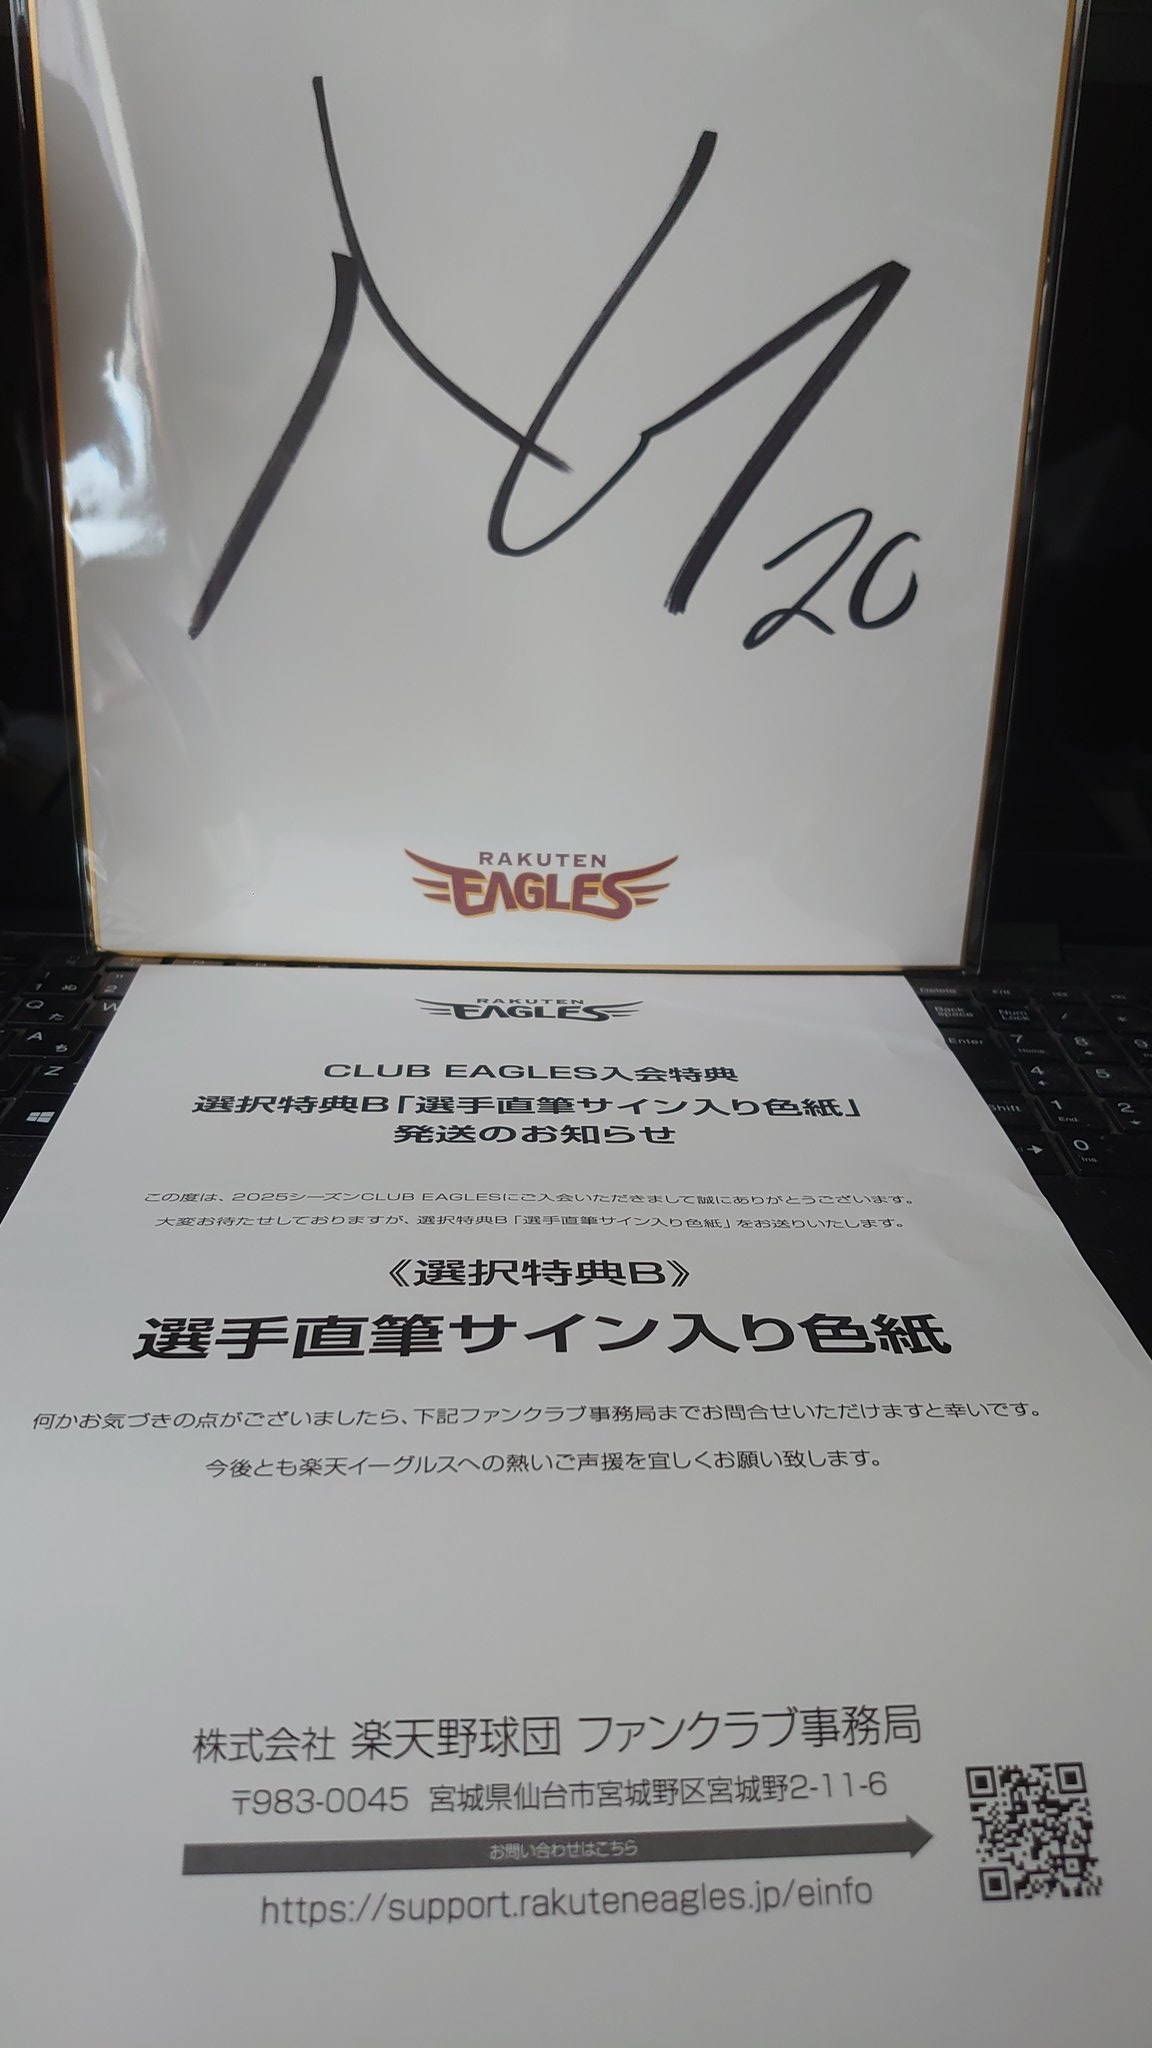 20
RAKUTEN
EAGLES
RAKUTEN
EAGLES
CLUB EAGLES入会特典
選択特典B「選手直筆サイン入り色紙」
発送のお知らせ
この度は、2025シーズンCLUB EAGLESにご入会いただきまして誠にありがとうございます。
大変お待たせしておりますが、選択特典B「選手直筆サイン入り色紙」をお送りいたします。
《選択特典B》
選手直筆サイン入り色紙
何かお気づきの点がございましたら、下記ファンクラブ事務局までお問合せいただけますと幸いです。
今後とも楽天イーグルスへの熱いご声援を宜しくお願い致します。
株式会社 楽天野球団 ファンクラブ事務局
〒983-0045 宮城県仙台市宮城野区宮城野2-11-6
お問い合わせはこちら
https://support.rakuteneagles.jp/einfo